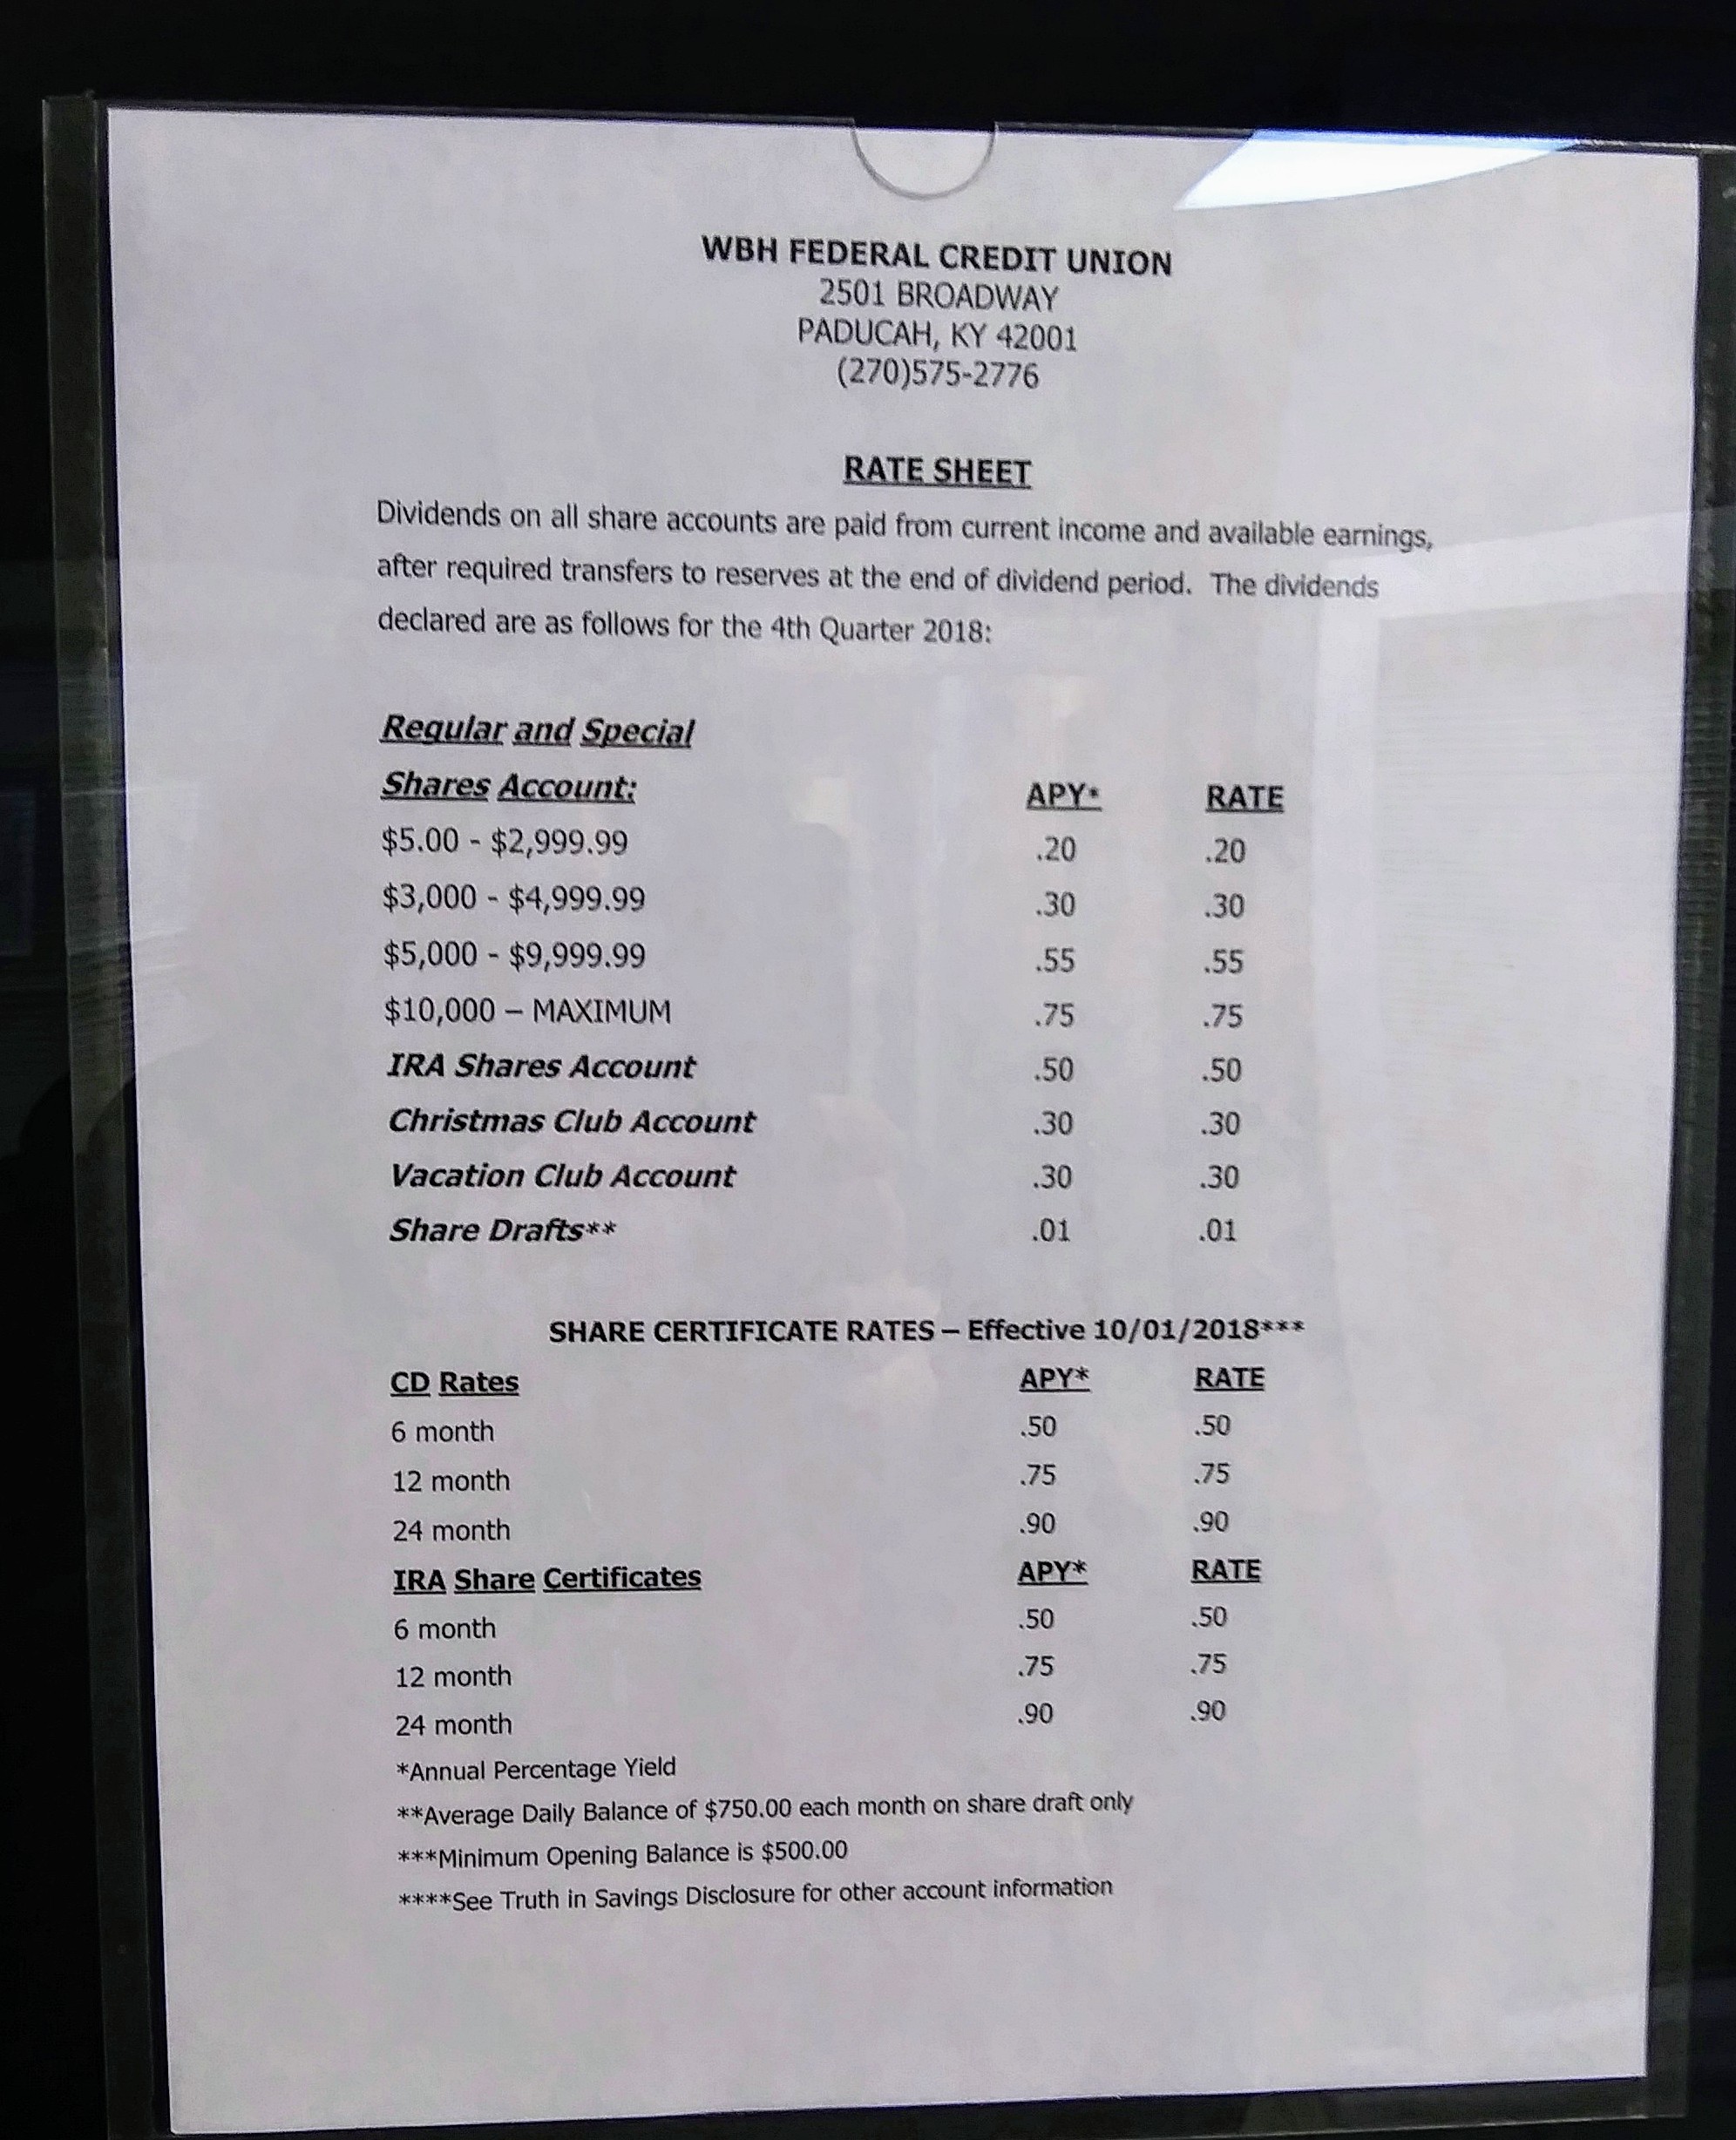 WBH FEDERAL CREDIT UNION
2501 BROADWAY
PADUCAH, KY 42001
(270)575-2776
RATE SHEET
Dividends on all share accounts are paid from current income and available earnings,
after required transfers to reserves at the end of dividend period. The dividends
declared are as follows for the 4th Quarter 2018:
Regular and Special
Shares Account: APY* RATE
$5.00 - $2,999.99 .20 .20
$3,000 - $4,999.99 .30 .30
$5,000 - $9,999.99 .55 .55
$10,000 – MAXIMUM .75 .75
IRA Shares Account .50 .50
Christmas Club Account .30 .30
Vacation Club Account .30 .30
Share Drafts** .01 .01
SHARE CERTIFICATE RATES – Effective 10/01/2018***
CD Rates APY* RATE
6 month .50 .50
12 month .75 .75
24 month .90 .90
IRA Share Certificates APY* RATE
6 month .50 .50
12 month .75 .75
24 month .90 .90
*Annual Percentage Yield
**Average Daily Balance of $750.00 each month on share draft only
***Minimum Opening Balance is $500.00
****See Truth in Savings Disclosure for other account information